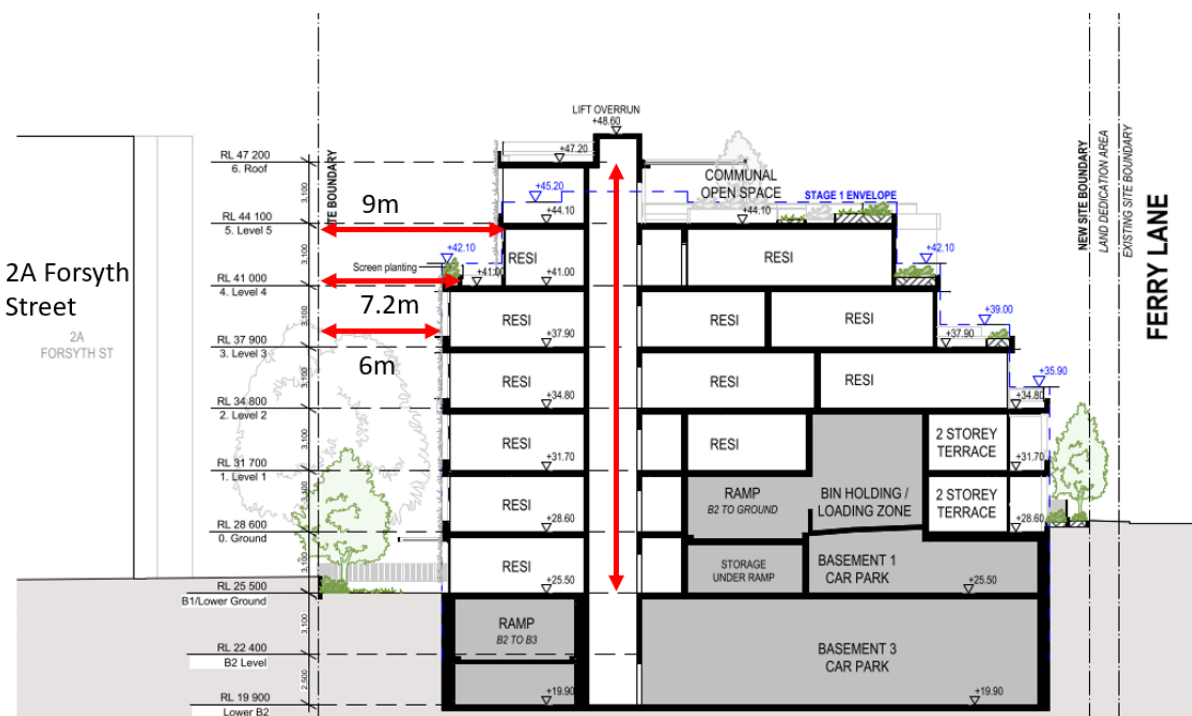 LIFT OVERRUN
+48.60
RL 47 200
6. Roof
+47.20
COMMUNAL
OPEN SPACE
3,100
SITE BOUNDARY
9m
+45.20
STAGE 1 ENVELOPE
RL 44 100
5. Level 5
+44.10
+44.10
NEW SITE BOUNDARY
LAND DEDICATION AREA
EXISTING SITE BOUNDARY
FERRY LANE
3,100
+42.10
RESI
RESI
+42.10
2A Forsyth
Street
Screen planting
+41.00
+41.00
RL 41 000
4. Level 4
7.2m
3,100
RESI
RESI
RESI
+39.00
2A
FORSYTH ST
+37.90
+37.90
RL 37 900
3. Level 3
6m
3,100
RESI
RESI
RESI
+35.90
+34.80
+34.80
RL 34 800
2. Level 2
3,100
RESI
RESI
2 STOREY
TERRACE
+31.70
+31.70
RL 31 700
1. Level 1
3,100
RESI
RAMP
B2 TO GROUND
BIN HOLDING /
LOADING ZONE
2 STOREY
TERRACE
+28.60
+28.60
RL 28 600
0. Ground
3,100
RESI
STORAGE
UNDER RAMP
BASEMENT 1
CAR PARK
+25.50
+25.50
RL 25 500
B1/Lower Ground
3,100
RAMP
B2 TO B3
BASEMENT 3
CAR PARK
RL 22 400
B2 Level
2,500
+19.90
+19.90
RL 19 900
Lower B2